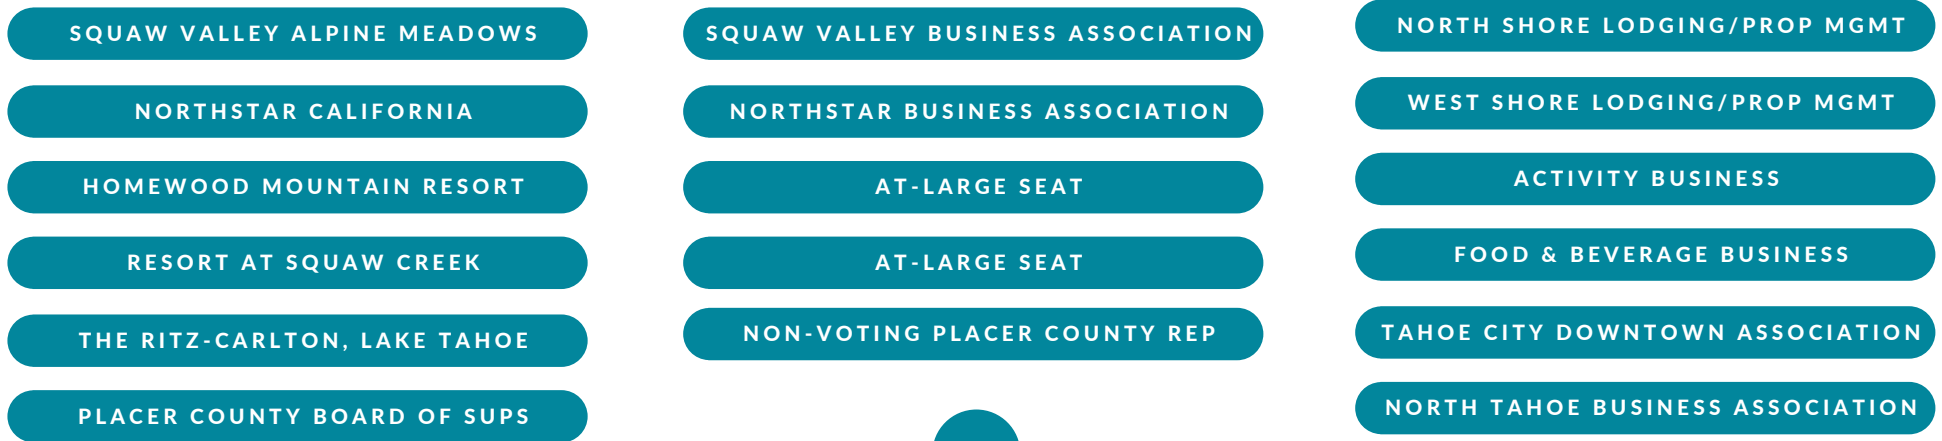 SQUAW VALLEY ALPINE MEADOWS
NORTHSTAR CALIFORNIA
HOMEWOOD MOUNTAIN RESORT
RESORT AT SQUAW CREEK
THE RITZ-CARLTON, LAKE TAHOE
PLACER COUNTY BOARD OF SUPS
SQUAW VALLEY BUSINESS ASSOCIATION
NORTHSTAR BUSINESS ASSOCIATION
AT-LARGE SEAT
AT-LARGE SEAT
NON-VOTING PLACER COUNTY REP
NORTH SHORE LODGING/PROP MGMT
WEST SHORE LODGING/PROP MGMT
ACTIVITY BUSINESS
FOOD & BEVERAGE BUSINESS
TAHOE CITY DOWNTOWN ASSOCIATION
NORTH TAHOE BUSINESS ASSOCIATION